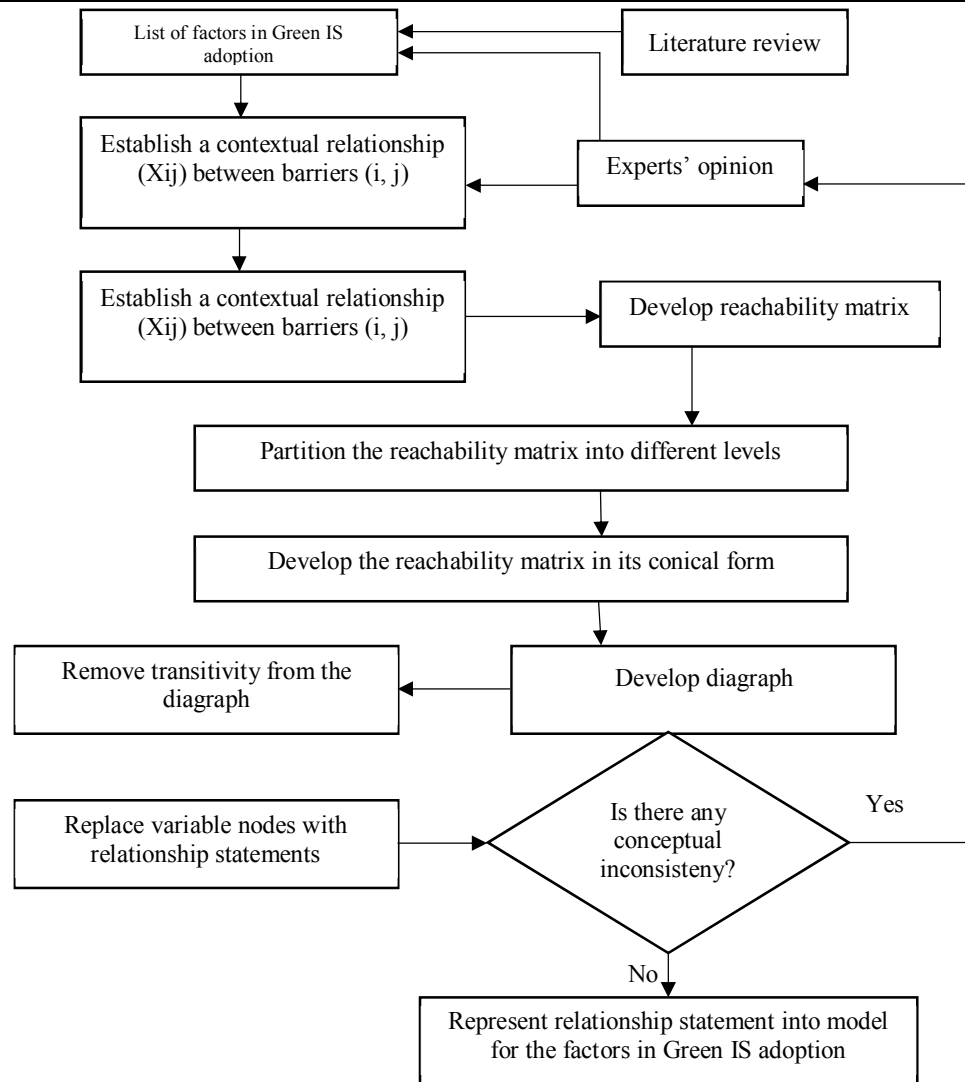 List of factors in Green IS
adoption
Literature review
Establish a contextual relationship
(Xij) between barriers (i, j)
Experts’ opinion
Establish a contextual relationship
(Xij) between barriers (i, j)
Develop reachability matrix
Partition the reachability matrix into different levels
Develop the reachability matrix in its conical form
Remove transitivity from the
diagraph
Develop diagraph
Replace variable nodes with
relationship statements
Is there any
conceptual
inconsisteny?
Yes
No
Represent relationship statement into model
for the factors in Green IS adoption